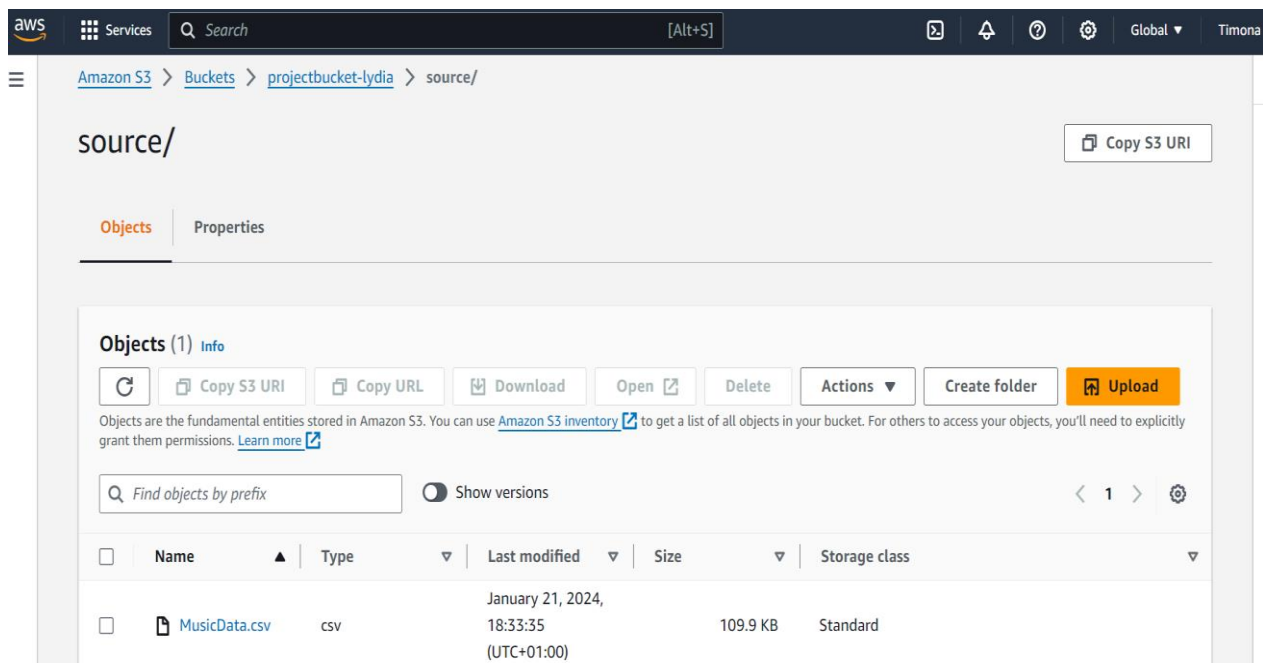 aws Services Search [Alt+S] Global ▼ Timona
Amazon S3 > Buckets > projectbucket-lydia > source/
source/ Copy S3 URI
Objects Properties
Objects (1) Info
Copy S3 URI Copy URL Download Open Delete Actions ▼ Create folder Upload
Objects are the fundamental entities stored in Amazon S3. You can use Amazon S3 inventory to get a list of all objects in your bucket. For others to access your objects, you'll need to explicitly
grant them permissions. Learn more
Find objects by prefix Show versions < 1 >
Name ▲ Type Last modified Size Storage class
January 21, 2024,
MusicData.csv csv 18:33:35 109.9 KB Standard
(UTC+01:00)